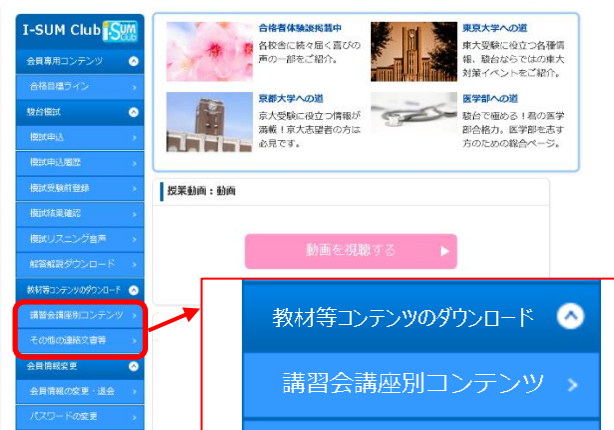 I-SUM Club I-SUM Club
会員専用コンテンツ
合格目標ライン
駿台模試
模試申込
模試申込履歴
模試受験前登録
模試結果確認
模試リスニング音声
解答解説ダウンロード
教材等コンテンツのダウンロード
講習会講座別コンテンツ
その他の連絡文書等
会員情報変更
会員情報の変更・退会
パスワードの変更
合格者体験談掲載中
各校舎に続々届く喜びの
声の一部をご紹介。
東京大学への道
東大受験に役立つ各種情
報、駿台ならではの東大
対策イベントをご紹介。
京都大学への道
京大受験に役立つ情報が
満載！京大志望者の方は
必見です。
医学部への道
駿台で極める！君の医学
部合格力。医学部を志す
方のための総合ページ。
授業動画：動画
動画を視聴する
教材等コンテンツのダウンロード
講習会講座別コンテンツ